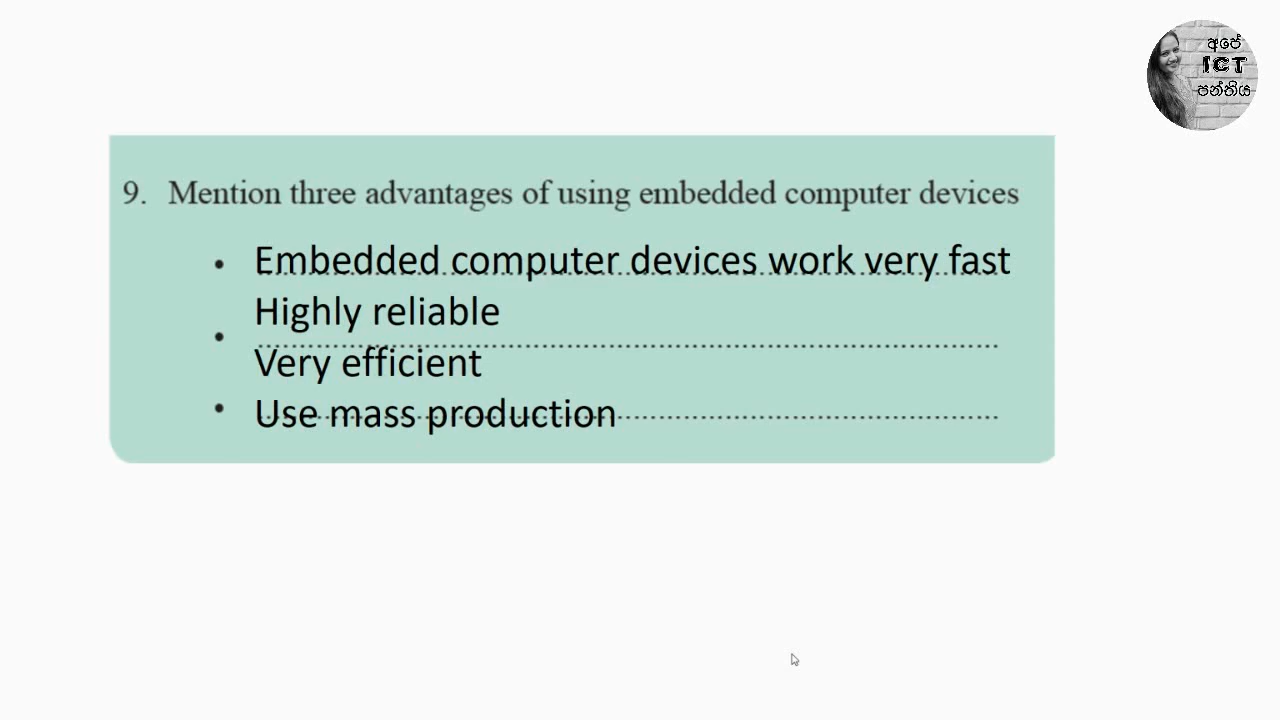 අපේ
ICT
පන්තිය
9. Mention three advantages of using embedded computer devices
• Embedded computer devices work very fast
Highly reliable
•
Very efficient
• Use mass production